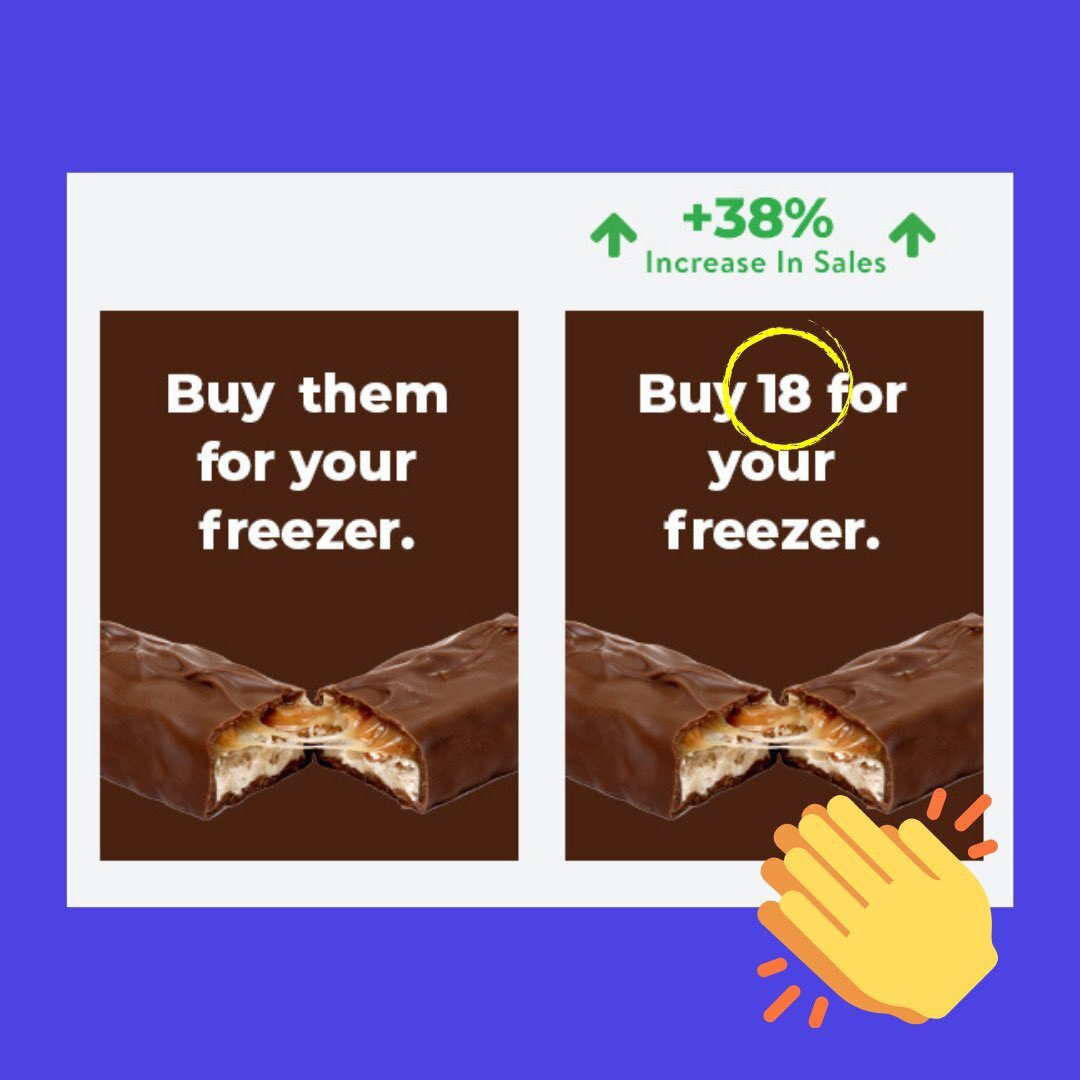 +38%
Increase In Sales
Buy them
for your
freezer.
Buy 18 for
your
freezer.